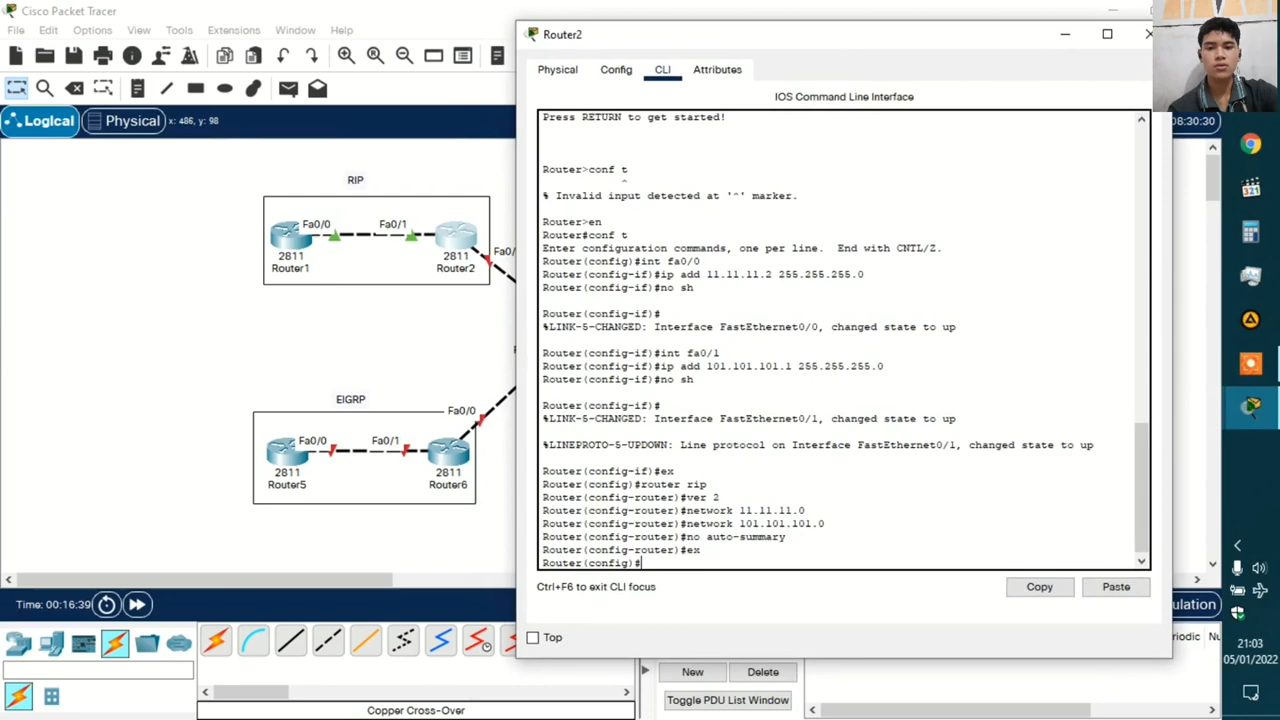 Cisco Packet Tracer
File Edit Options View Tools Extensions Window Help
Logical
Physical
x: 486, y: 98
08:30:30
RIP
Fa0/0
Fa0/1
2811
Router1
2811
Router2
Fa0/
EIGRP
Fa0/0
Fa0/0
Fa0/1
2811
Router5
2811
Router6
Time: 00:16:39
Copper Cross-Over
Router2
Physical Config CLI Attributes
IOS Command Line Interface
Press RETURN to get started!
Router>conf t
^
% Invalid input detected at '^' marker.
Router>en
Router#conf t
Enter configuration commands, one per line.  End with CNTL/Z.
Router(config)#int fa0/0
Router(config-if)#ip add 11.11.11.2 255.255.255.0
Router(config-if)#no sh
Router(config-if)#
%LINK-5-CHANGED: Interface FastEthernet0/0, changed state to up
Router(config-if)#int fa0/1
Router(config-if)#ip add 101.101.101.1 255.255.255.0
Router(config-if)#no sh
Router(config-if)#
%LINK-5-CHANGED: Interface FastEthernet0/1, changed state to up
%LINEPROTO-5-UPDOWN: Line protocol on Interface FastEthernet0/1, changed state to up
Router(config-if)#ex
Router(config)#router rip
Router(config-router)#ver 2
Router(config-router)#network 11.11.11.0
Router(config-router)#network 101.101.101.0
Router(config-router)#no auto-summary
Router(config-router)#ex
Router(config)#
Ctrl+F6 to exit CLI focus
Copy
Paste
Top
New
Delete
Toggle PDU List Window
ulation
riodic
321
21:03
05/01/2022